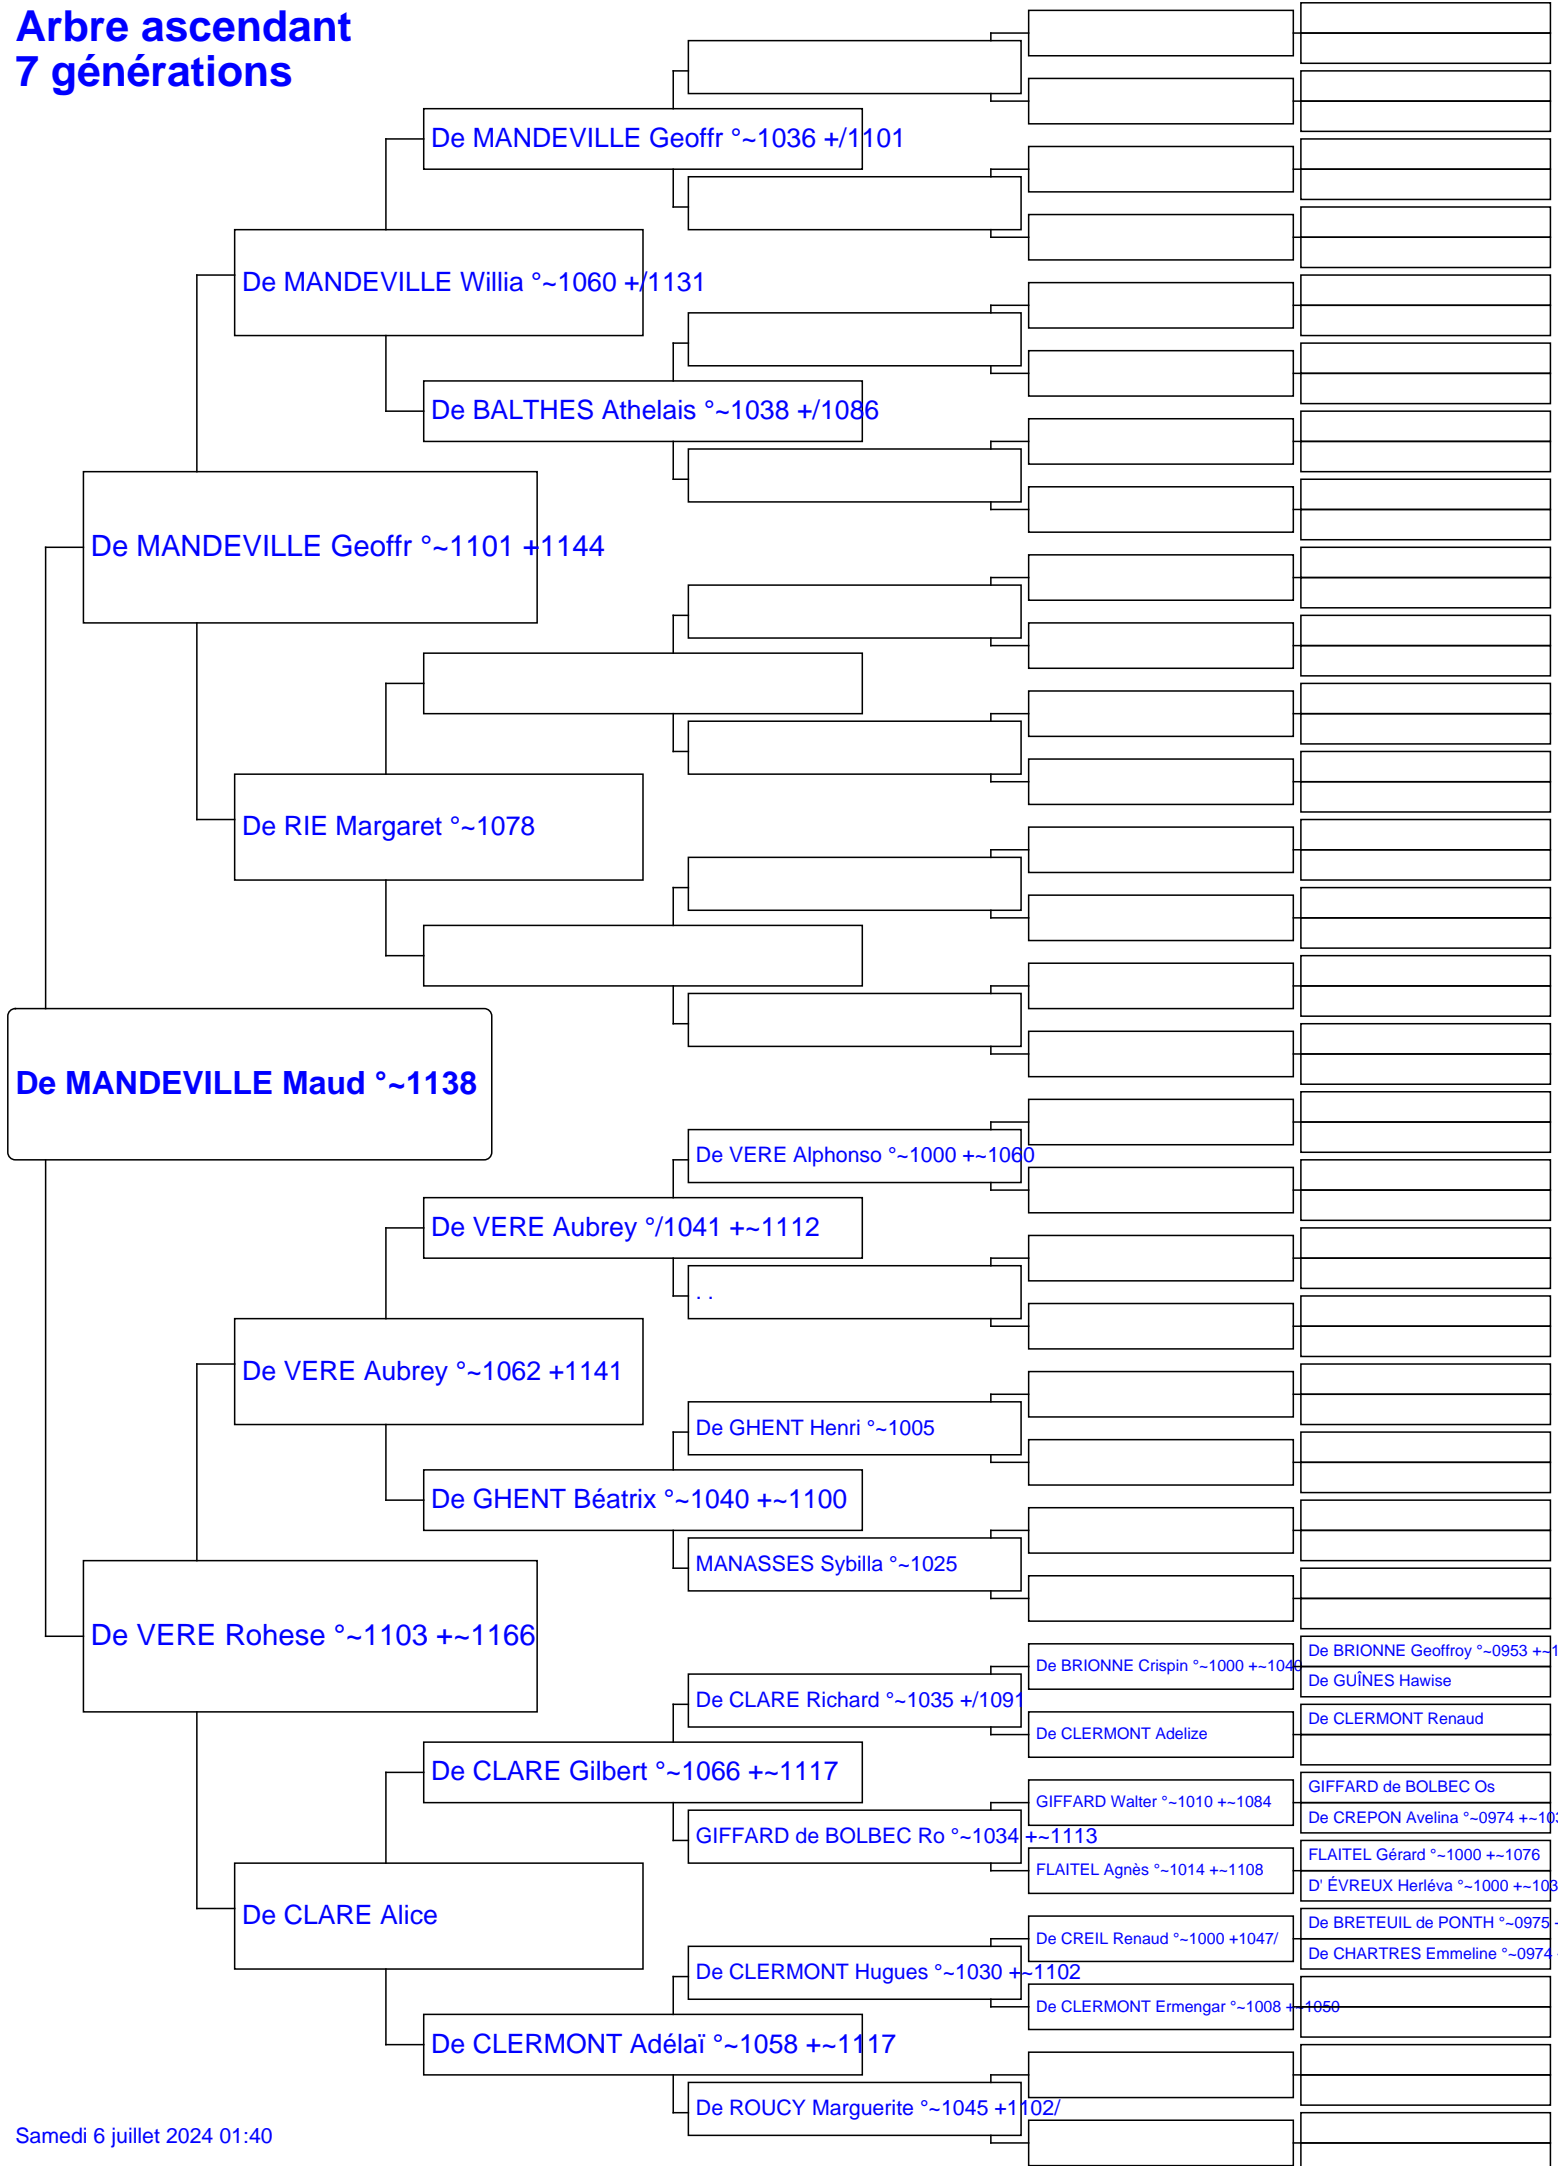 Arbre ascendant
7 générations
De MANDEVILLE Geoffr °~1036 +/1101
De MANDEVILLE Willia °~1060 +/1131
De BALTHES Athelais °~1038 +/1086
De MANDEVILLE Geoffr °~1101 +1144
De RIE Margaret °~1078
De MANDEVILLE Maud °~1138
De VERE Alphonso °~1000 +~1060
De VERE Aubrey °/1041 +~1112
. .
De VERE Aubrey °~1062 +1141
De GHENT Henri °~1005
De GHENT Béatrix °~1040 +~1100
MANASSES Sybilla °~1025
De VERE Rohese °~1103 +~1166
De BRIONNE Geoffroy °~0953 +~1
De BRIONNE Crispin °~1000 +~1040
De GUÎNES Hawise
De CLARE Richard °~1035 +/1091
De CLERMONT Renaud
De CLERMONT Adelize
De CLARE Gilbert °~1066 +~1117
GIFFARD de BOLBEC Os
GIFFARD Walter °~1010 +~1084
De CREPON Avelina °~0974 +~103
GIFFARD de BOLBEC Ro °~1034 +~1113
FLAITEL Gérard °~1000 +~1076
FLAITEL Agnès °~1014 +~1108
D' ÉVREUX Herléva °~1000 +~103
De CLARE Alice
De BRETEUIL de PONTH °~0975 +
De CREIL Renaud °~1000 +1047/
De CHARTRES Emmeline °~0974
De CLERMONT Hugues °~1030 +~1102
De CLERMONT Ermengar °~1008 +~1050
De CLERMONT Adélaï °~1058 +~1117
De ROUCY Marguerite °~1045 +1102/
Samedi 6 juillet 2024 01:40